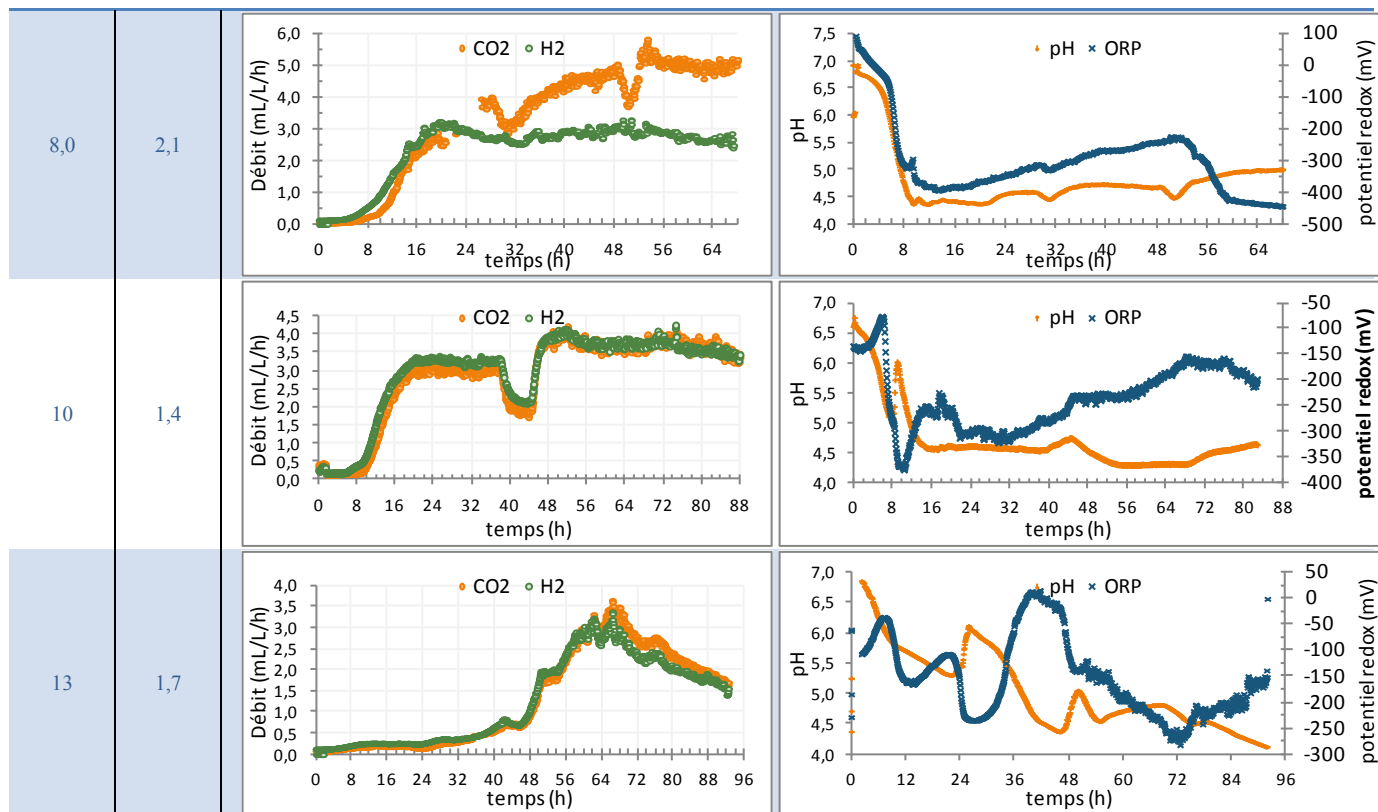 8,0
2,1
CO2 H2
Débit (mL/L/h)
6,0
5,0
4,0
3,0
2,0
1,0
0,0
0 8 16 24 32 40 48 56 64
temps (h)
pH ORP
pH
7,5
7,0
6,5
6,0
5,5
5,0
4,5
4,0
0 8 16 24 32 40 48 56 64
temps (h)
100
0
-100
-200
-300
-400
-500
potentiel redox (mV)
10
1,4
CO2 H2
Débit (mL/L/h)
4,5
4,0
3,5
3,0
2,5
2,0
1,5
1,0
0,5
0,0
0 8 16 24 32 40 48 56 64 72 80 88
temps (h)
pH ORP
pH
7,0
6,5
6,0
5,5
5,0
4,5
4,0
0 8 16 24 32 40 48 56 64 72 80 88
temps (h)
-50
-100
-150
-200
-250
-300
-350
-400
potentiel redox (mV)
13
1,7
CO2 H2
Débit (mL/L/h)
4,0
3,5
3,0
2,5
2,0
1,5
1,0
0,5
0,0
0 12 24 36 48 60 72 84 96
temps (h)
pH ORP
pH
7,0
6,5
6,0
5,5
5,0
4,5
4,0
0 12 24 36 48 60 72 84 96
temps (h)
50
0
-50
-100
-150
-200
-250
-300
potentiel redox (mV)